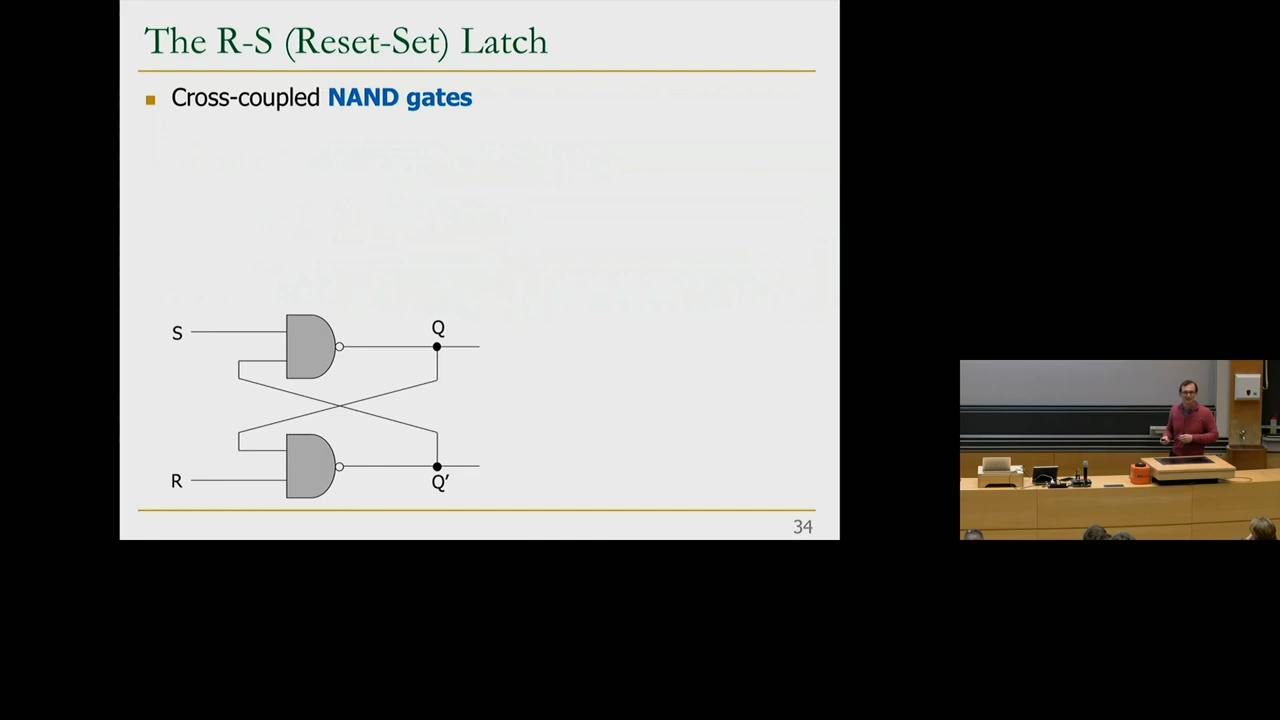 The R-S (Reset-Set) Latch
Cross-coupled NAND gates
S
Q
R
Q′
34